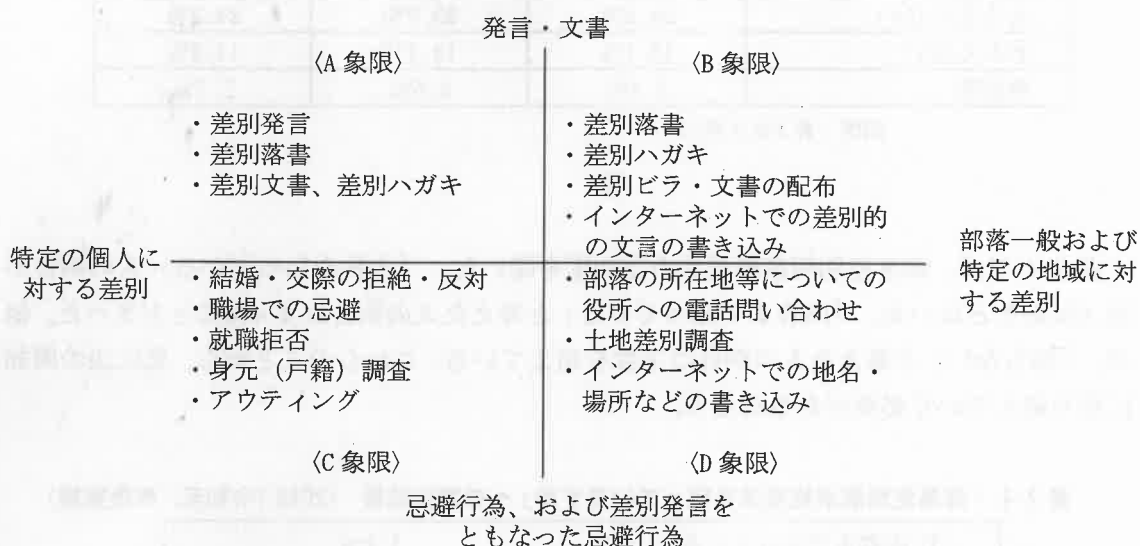 発言・文書
〈A 象限〉
〈B 象限〉
・差別発言
・差別落書
・差別文書、差別ハガキ
・差別落書
・差別ハガキ
・差別ビラ・文書の配布
・インターネットでの差別的
の文言の書き込み
特定の個人に
対する差別
部落一般および
特定の地域に対
する差別
・結婚・交際の拒絶・反対
・職場での忌避
・就職拒否
・身元（戸籍）調査
・アウティング
・部落の所在地等についての
役所への電話問い合わせ
・土地差別調査
・インターネットでの地名・
場所などの書き込み
〈C 象限〉
〈D 象限〉
忌避行為、および差別発言を
ともなった忌避行為